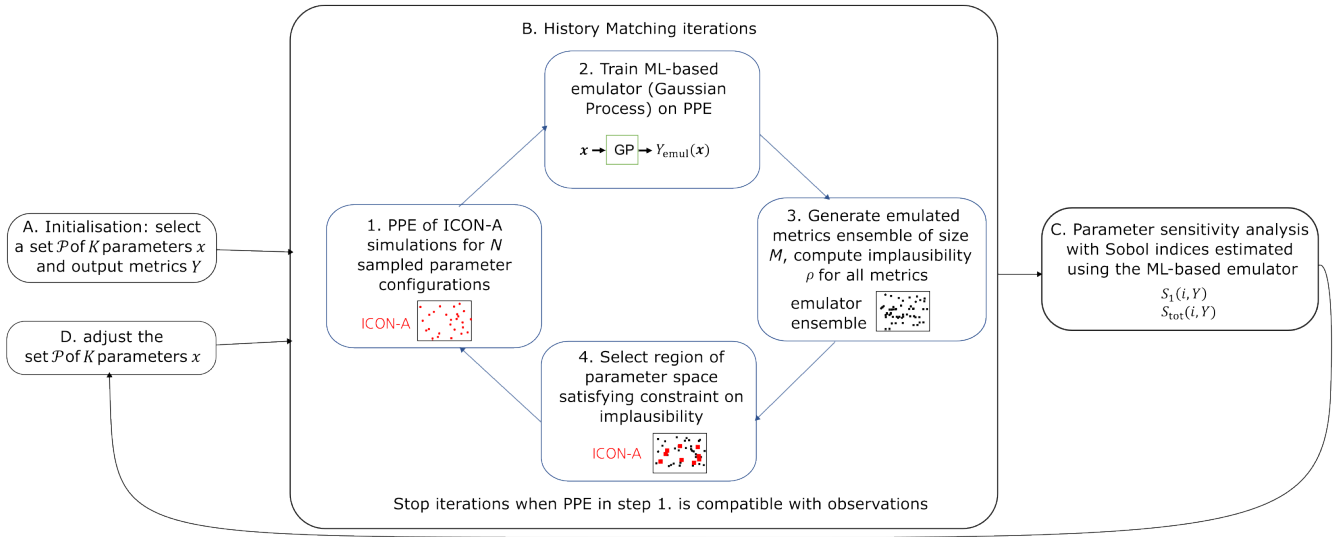 B. History Matching iterations
2. Train ML-based
emulator (Gaussian
Process) on PPE
x → GP → Y_emul(x)
A. Initialisation: select
a set 𝒫 of K parameters x
and output metrics Y
D. adjust the
set 𝒫 of K parameters x
1. PPE of ICON-A
simulations for N
sampled parameter
configurations
ICON-A
3. Generate emulated
metrics ensemble of size
M, compute implausibility
ρ for all metrics
emulator
ensemble
4. Select region of
parameter space
satisfying constraint on
implausibility
ICON-A
Stop iterations when PPE in step 1. is compatible with observations
C. Parameter sensitivity analysis
with Sobol indices estimated
using the ML-based emulator
S₁(i, Y)
S_tot(i, Y)